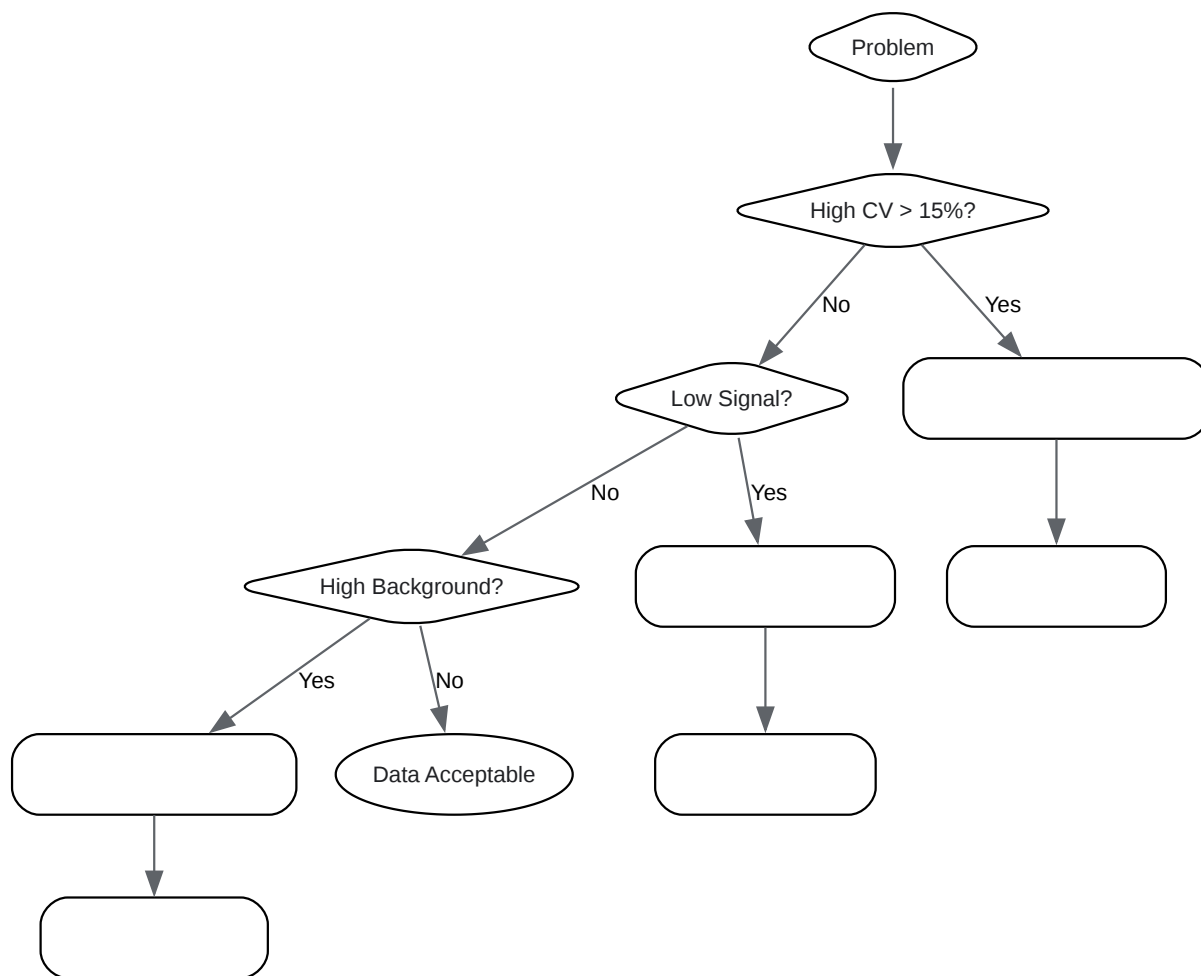 Problem
High CV > 15%?
No
Yes
Low Signal?
No
Yes
High Background?
Yes
No
Data Acceptable